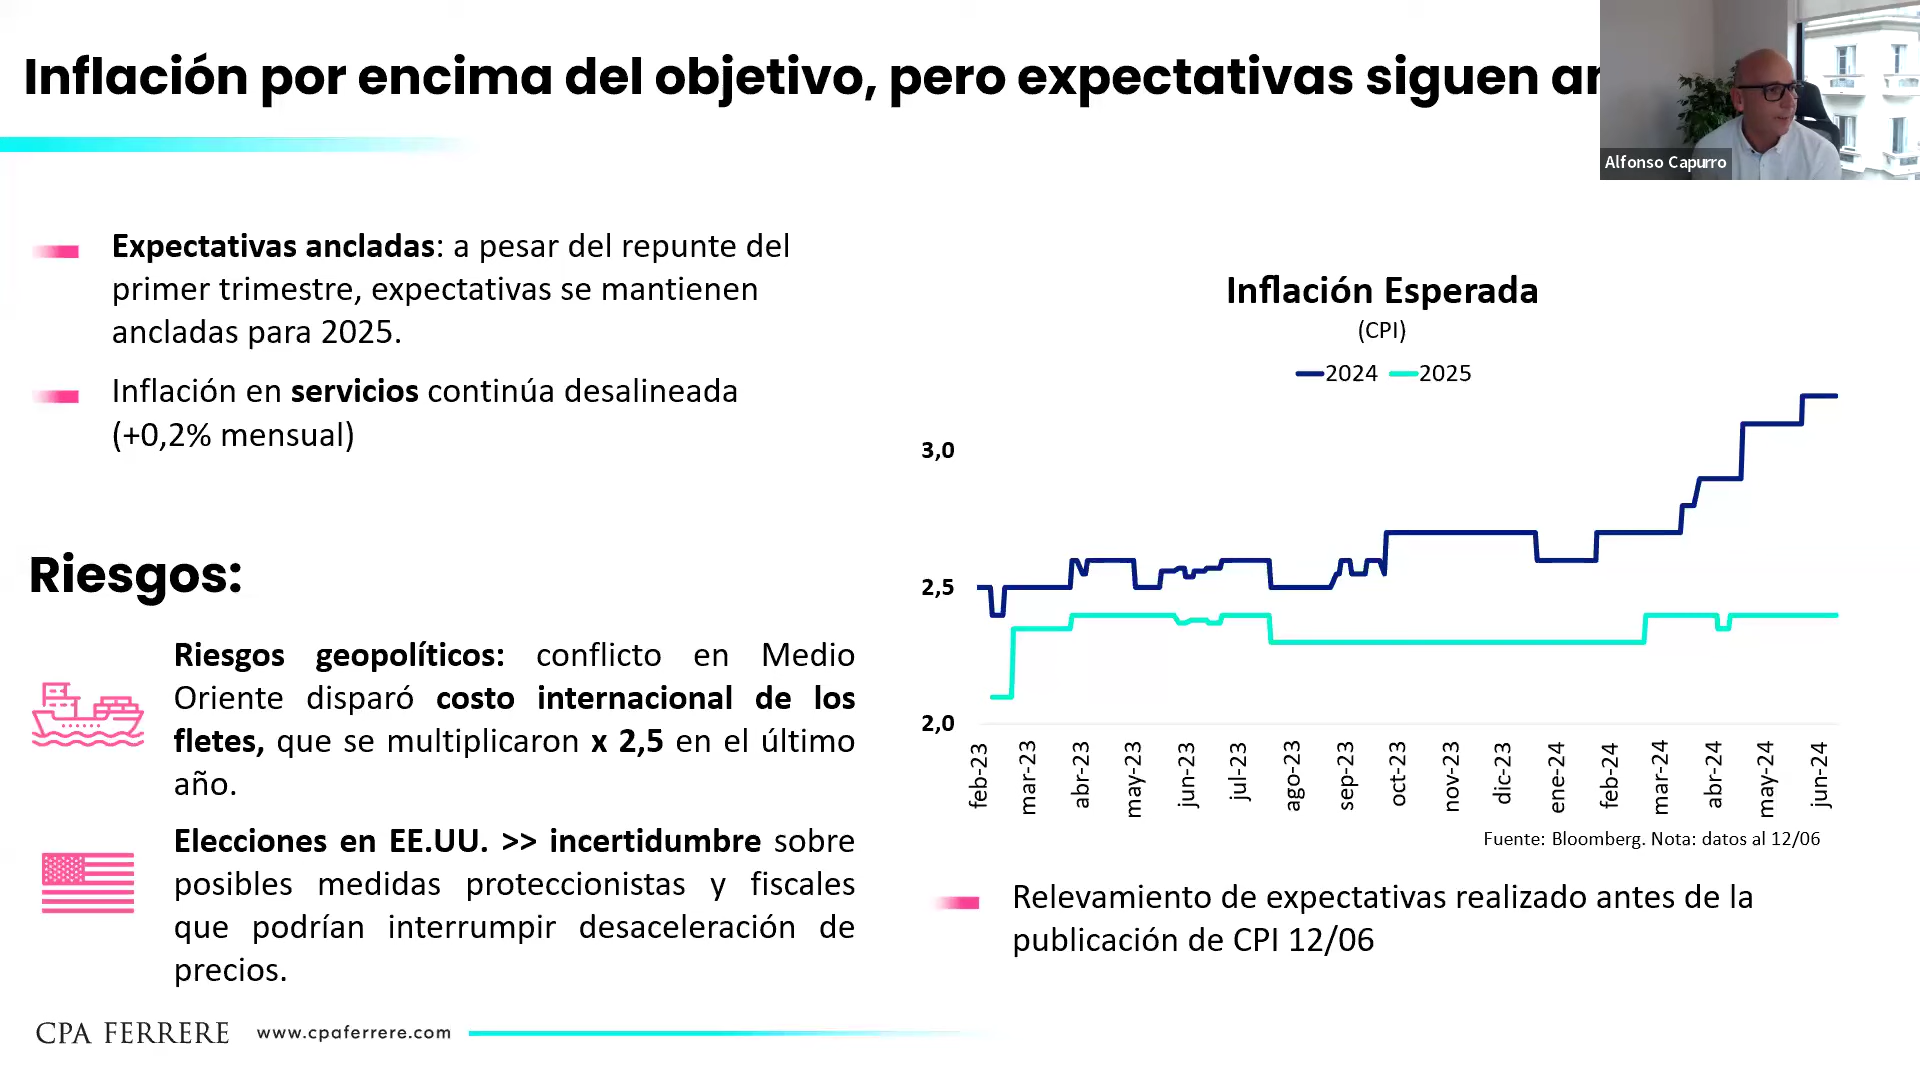 Inflación por encima del objetivo, pero expectativas siguen
Alfonso Capurro
Expectativas ancladas: a pesar del repunte del
primer trimestre, expectativas se mantienen
ancladas para 2025.
Inflación en servicios continúa desalineada
(+0,2% mensual)
Riesgos:
Riesgos geopolíticos: conflicto en Medio
Oriente disparó costo internacional de los
fletes, que se multiplicaron x 2,5 en el último
año.
Elecciones en EE.UU. >> incertidumbre sobre
posibles medidas proteccionistas y fiscales
que podrían interrumpir desaceleración de
precios.
Inflación Esperada
(CPI)
2024 2025
3,0
2,5
2,0
feb-23
mar-23
abr-23
may-23
jun-23
jul-23
ago-23
sep-23
oct-23
nov-23
dic-23
ene-24
feb-24
mar-24
abr-24
may-24
jun-24
Fuente: Bloomberg. Nota: datos al 12/06
Relevamiento de expectativas realizado antes de la
publicación de CPI 12/06
CPA FERRERE www.cpaferrere.com